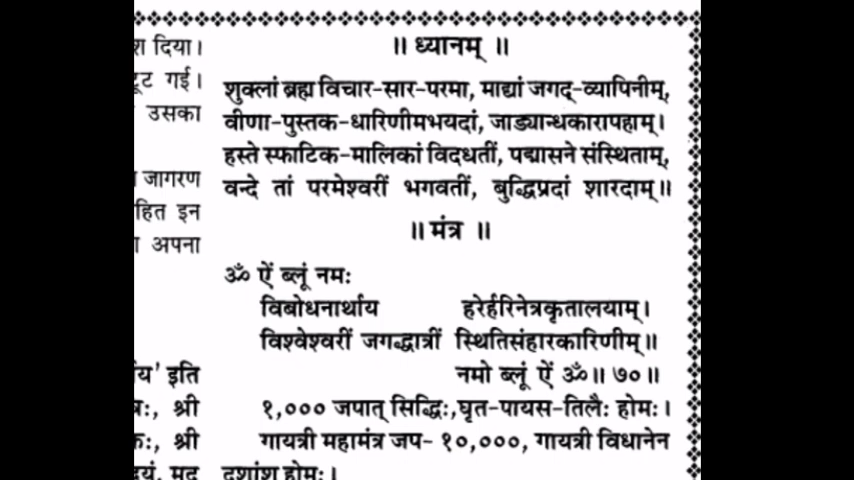 श दिया।
टूट गई।
उसका
जागरण
हित इन
अपना
र्य' इति
त्र:, श्री
क:, श्री
॥ ध्यानम् ॥
शुक्लां ब्रह्म विचार-सार-परमा, माद्यां जगद्-व्यापिनीम्,
वीणा-पुस्तक-धारिणीमभयदां, जाड्यान्धकारापहाम्।
हस्ते स्फाटिक-मालिकां विदधतीं, पद्मासने संस्थिताम्,
वन्दे तां परमेश्वरीं भगवतीं, बुद्धिप्रदां शारदाम्॥
॥ मंत्र ॥
ॐ ऐं ब्लूं नमः
विबोधनार्थाय हरेर्हरिनेत्रकृतालयाम्।
विश्वेश्वरीं जगद्धात्रीं स्थितिसंहारकारिणीम्॥
नमो ब्लूं ऐं ॐ॥ ७०॥
१,००० जपात् सिद्धिः,घृत-पायस-तिलैः होमः।
गायत्री महामंत्र जप- १०,०००, गायत्री विधानेन
दशांश होमः।